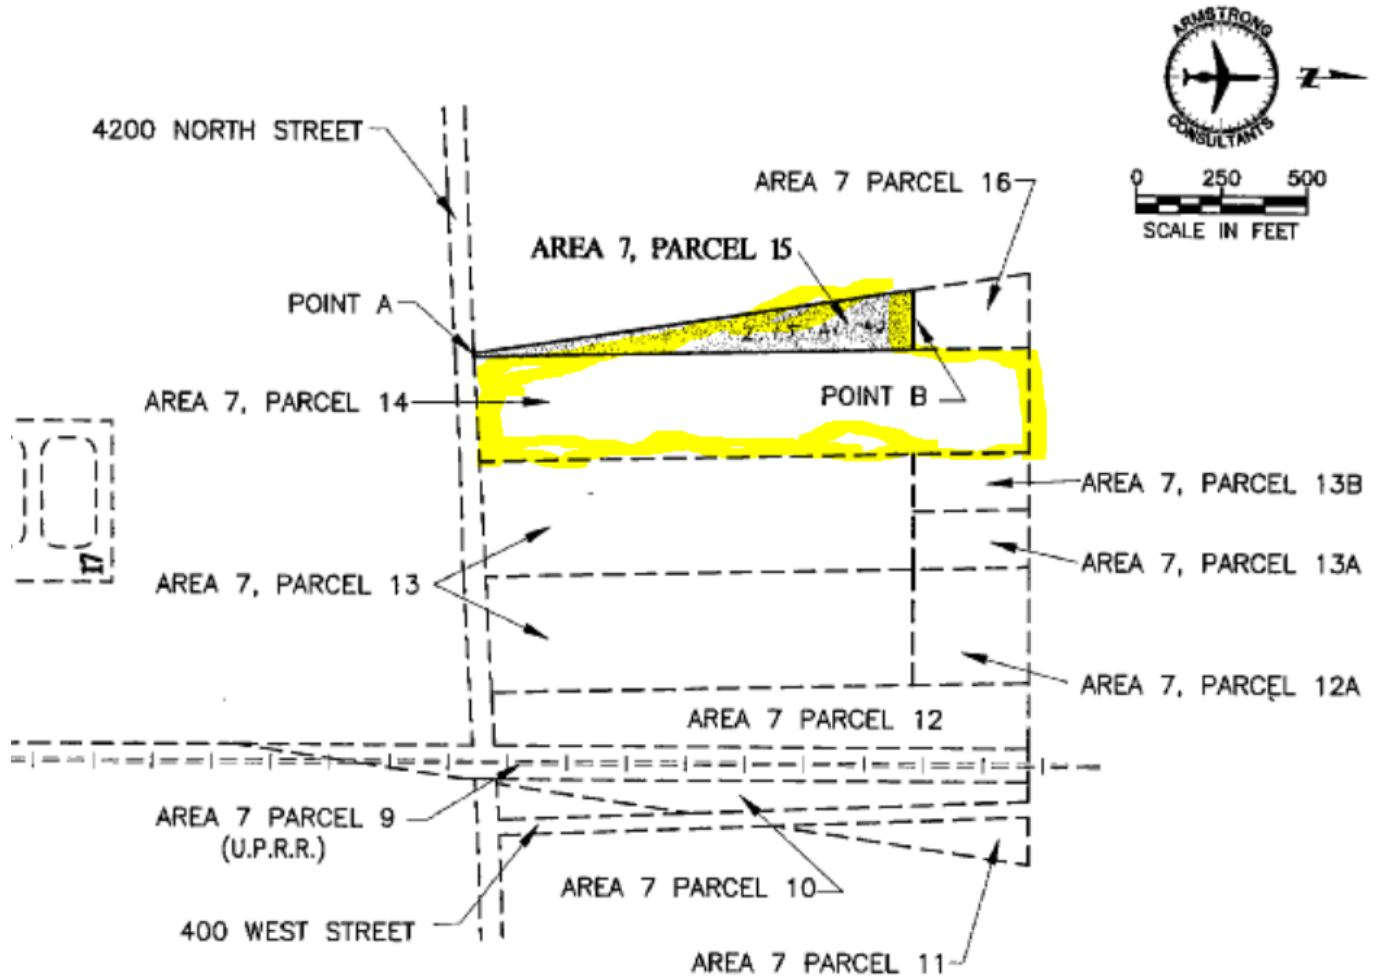 ARMSTRONG
CONSULTANTS
Z
0 250 500
SCALE IN FEET
4200 NORTH STREET
AREA 7 PARCEL 16
AREA 7, PARCEL 15
POINT A
POINT B
AREA 7, PARCEL 14
AREA 7, PARCEL 13B
17
AREA 7, PARCEL 13A
AREA 7, PARCEL 13
AREA 7, PARCEL 12A
AREA 7 PARCEL 12
AREA 7 PARCEL 9
(U.P.R.R.)
AREA 7 PARCEL 10
400 WEST STREET
AREA 7 PARCEL 11